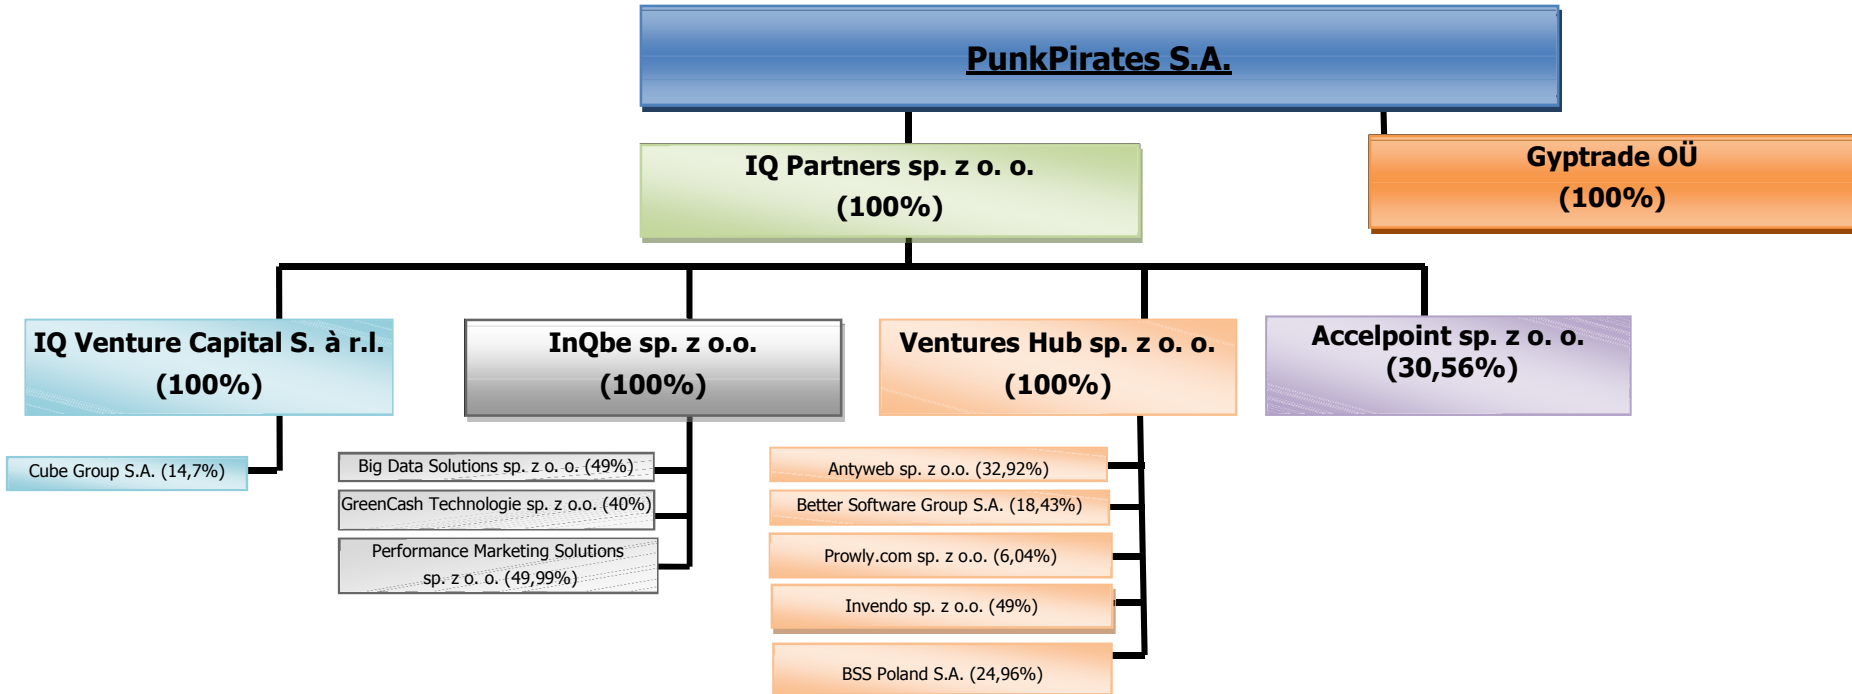 PunkPirates S.A.
IQ Partners sp. z o. o.
(100%)
Gyptrade OÜ
(100%)
IQ Venture Capital S. à r.l.
(100%)
InQbe sp. z o.o.
(100%)
Ventures Hub sp. z o. o.
(100%)
Accelpoint sp. z o. o.
(30,56%)
Cube Group S.A. (14,7%)
Big Data Solutions sp. z o. o. (49%)
GreenCash Technologie sp. z o.o. (40%)
Performance Marketing Solutions
sp. z o. o. (49,99%)
Antyweb sp. z o.o. (32,92%)
Better Software Group S.A. (18,43%)
Prowly.com sp. z o.o. (6,04%)
Invendo sp. z o.o. (49%)
BSS Poland S.A. (24,96%)